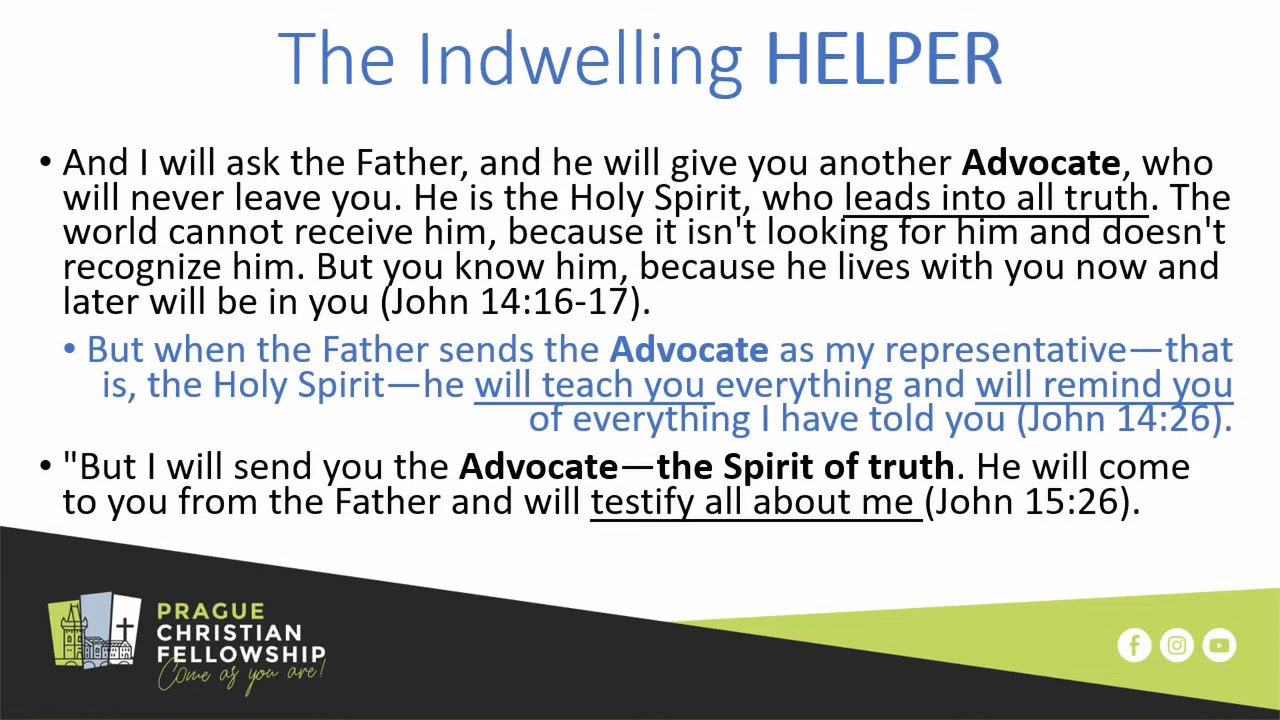 The Indwelling HELPER
• And I will ask the Father, and he will give you another Advocate, who
will never leave you. He is the Holy Spirit, who leads into all truth. The
world cannot receive him, because it isn't looking for him and doesn't
recognize him. But you know him, because he lives with you now and
later will be in you (John 14:16-17).
• But when the Father sends the Advocate as my representative—that
is, the Holy Spirit—he will teach you everything and will remind you
of everything I have told you (John 14:26).
• "But I will send you the Advocate—the Spirit of truth. He will come
to you from the Father and will testify all about me (John 15:26).
PRAGUE
CHRISTIAN
FELLOWSHIP
Come as you are!